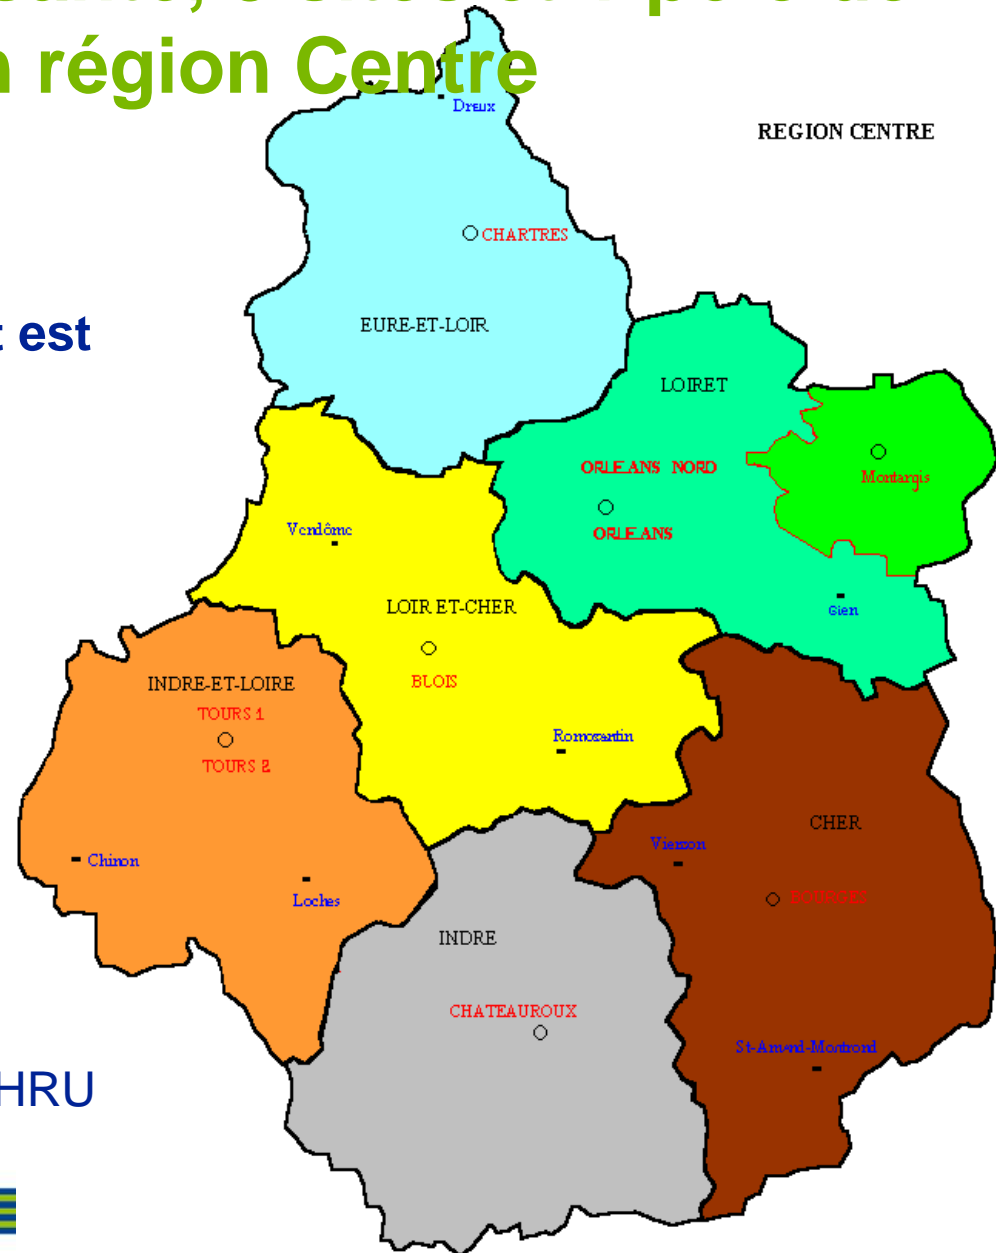 n région Centre
Dreux
REGION CENTRE
CHARTRES
EURE-ET-LOIR
t est
LOIRET
ORLEANS NORD
Montargis
ORLEANS
Vendôme
LOIR ET-CHER
Gien
BLOIS
INDRE-ET-LOIRE
TOURS 1
TOURS 2
Romorantin
CHER
Vierzon
Chinon
Loches
BOURGES
INDRE
CHATEAUROUX
St-Amand-Montrond
HRU